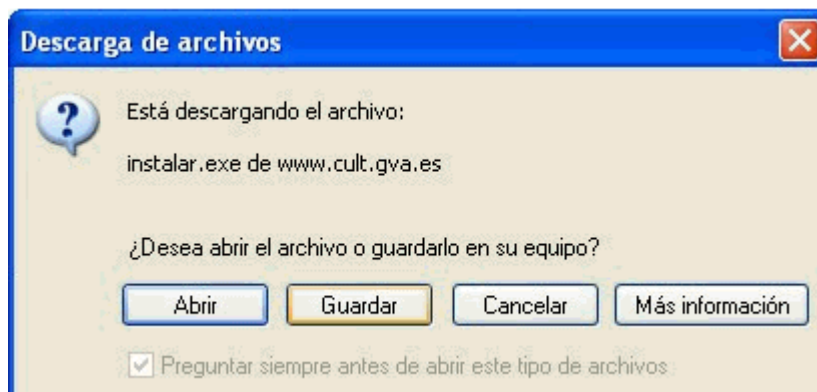 Descarga de archivos
Está descargando el archivo:
instalar.exe de www.cult.gva.es
¿Desea abrir el archivo o guardarlo en su equipo?
Abrir Guardar Cancelar Más información
Preguntar siempre antes de abrir este tipo de archivos